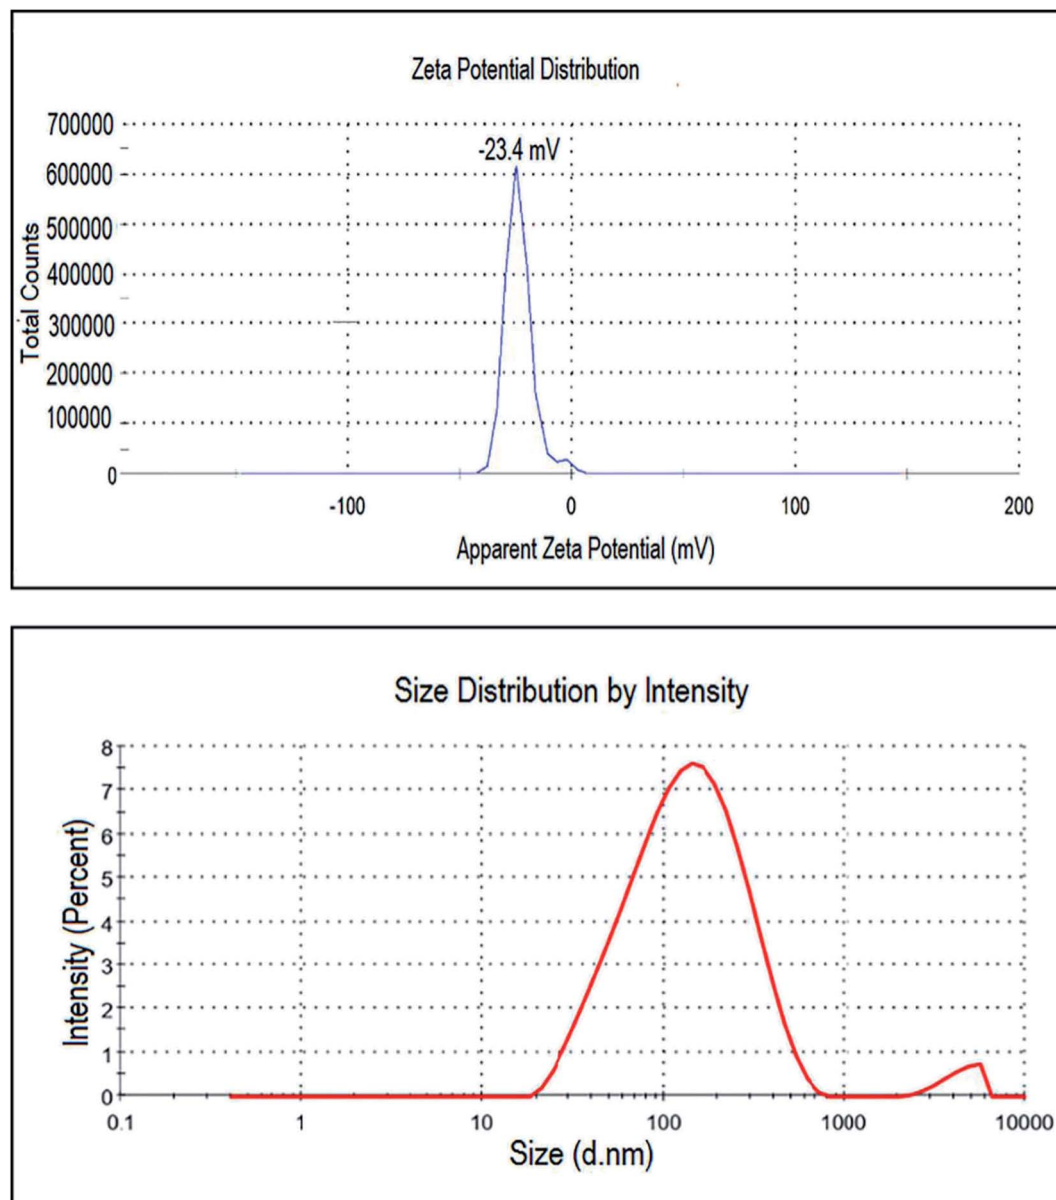 Zeta Potential Distribution
700000
-23.4 mV
600000
500000
400000
300000
200000
100000
0
Total Counts
-100 0 100 200
Apparent Zeta Potential (mV)
Size Distribution by Intensity
8
7
6
5
4
3
2
1
0
Intensity (Percent)
0.1 1 10 100 1000 10000
Size (d.nm)